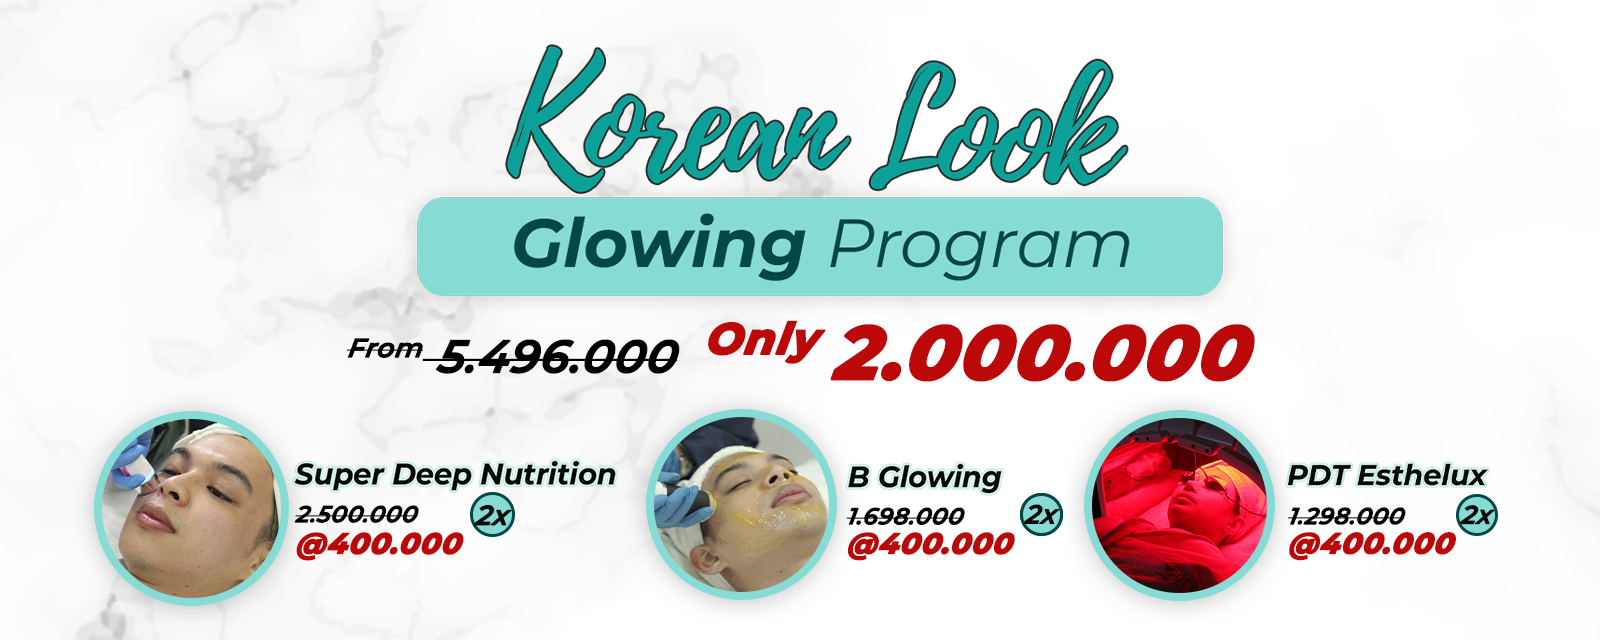 Korean Look
Glowing Program
From 5.496.000 Only 2.000.000
Super Deep Nutrition
2.500.000
2x
@400.000
B Glowing
1.698.000
2x
@400.000
PDT Esthelux
1.298.000
2x
@400.000